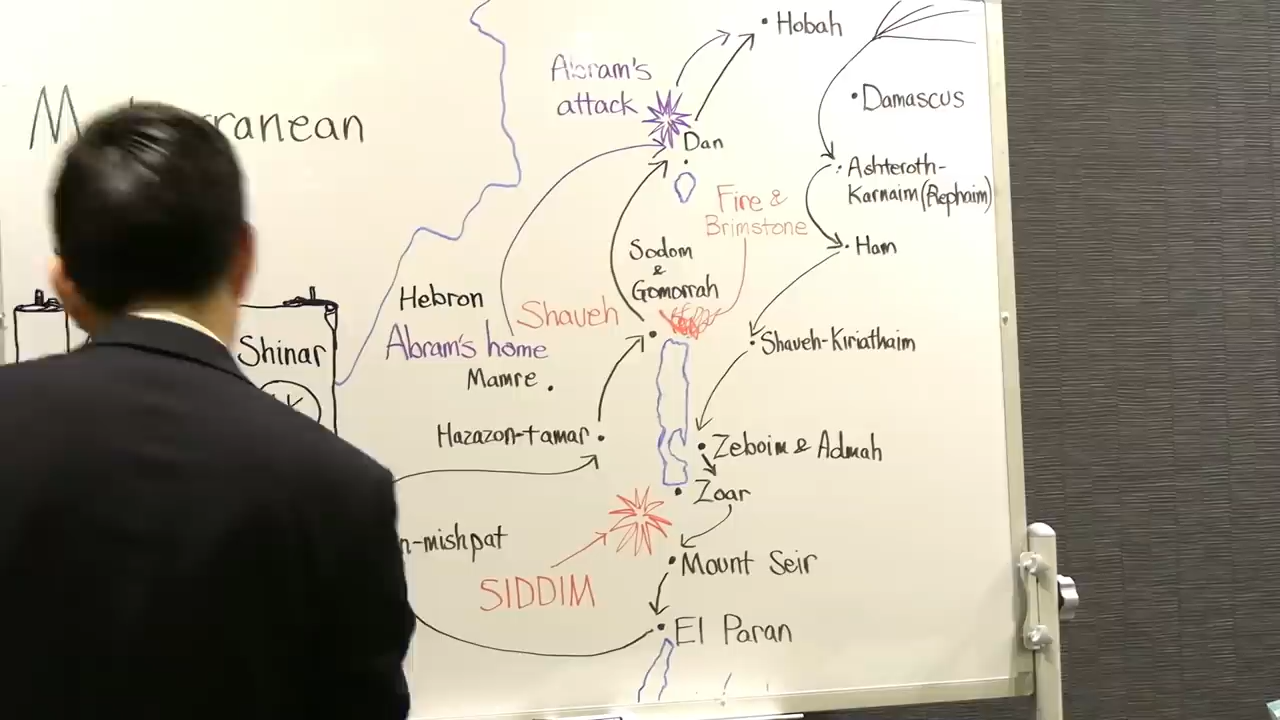 Hobah
Abram's
attack
Damascus
Dan
Ashteroth-
Karnaim (Rephaim)
Fire &
Brimstone
Ham
Sodom
&
Gomorrah
Hebron
Shaveh
Abram's home
Shaveh-Kiriathaim
Shinar
Mamre
Hazazon-tamar
Zeboim & Admah
Zoar
n-mishpat
Mount Seir
SIDDIM
El Paran